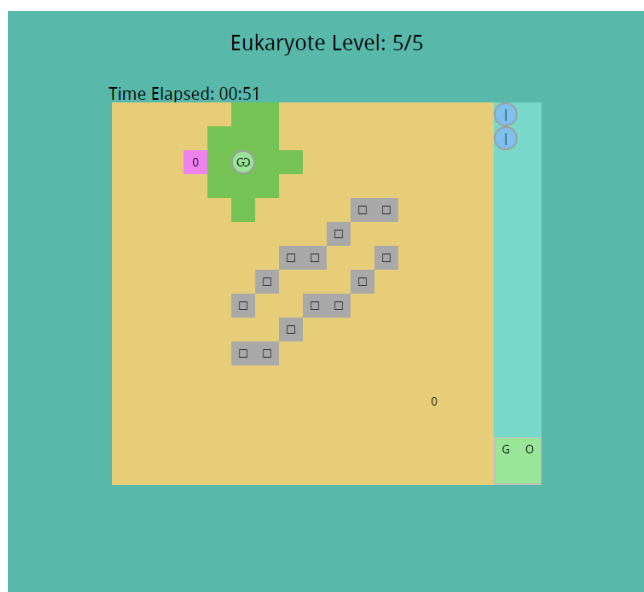 Eukaryote Level: 5/5
Time Elapsed: 00:51
|
|
0
□ □
□
□ □ □
□ □
□ □ □
□
□ □
0
G O